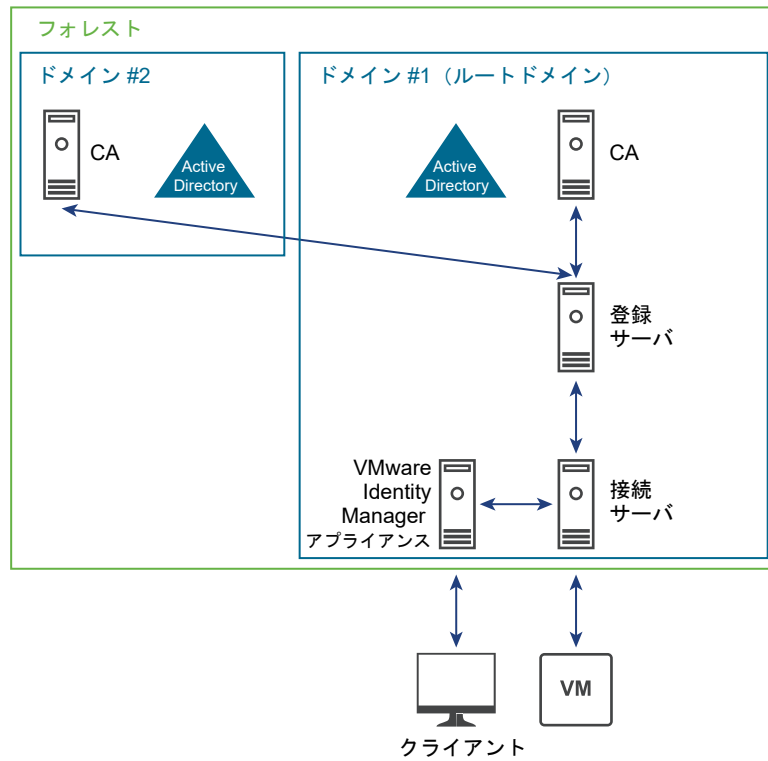 フォレスト
ドメイン #2
CA
Active
Directory
ドメイン #1（ルートドメイン）
Active
Directory
CA
登録
サーバ
VMware
Identity
Manager
アプライアンス
接続
サーバ
クライアント
VM